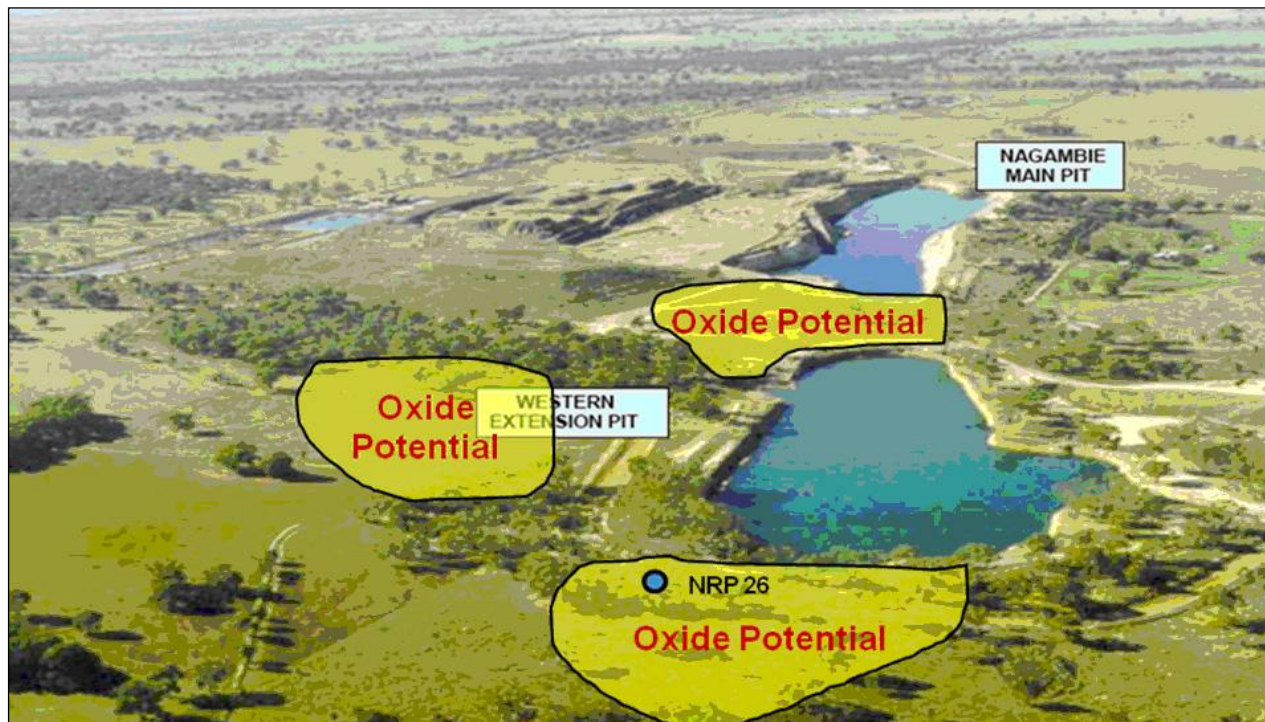 NAGAMBIE
MAIN PIT
Oxide Potential
Oxide
Potential
WESTERN
EXTENSION PIT
NRP 26
Oxide Potential